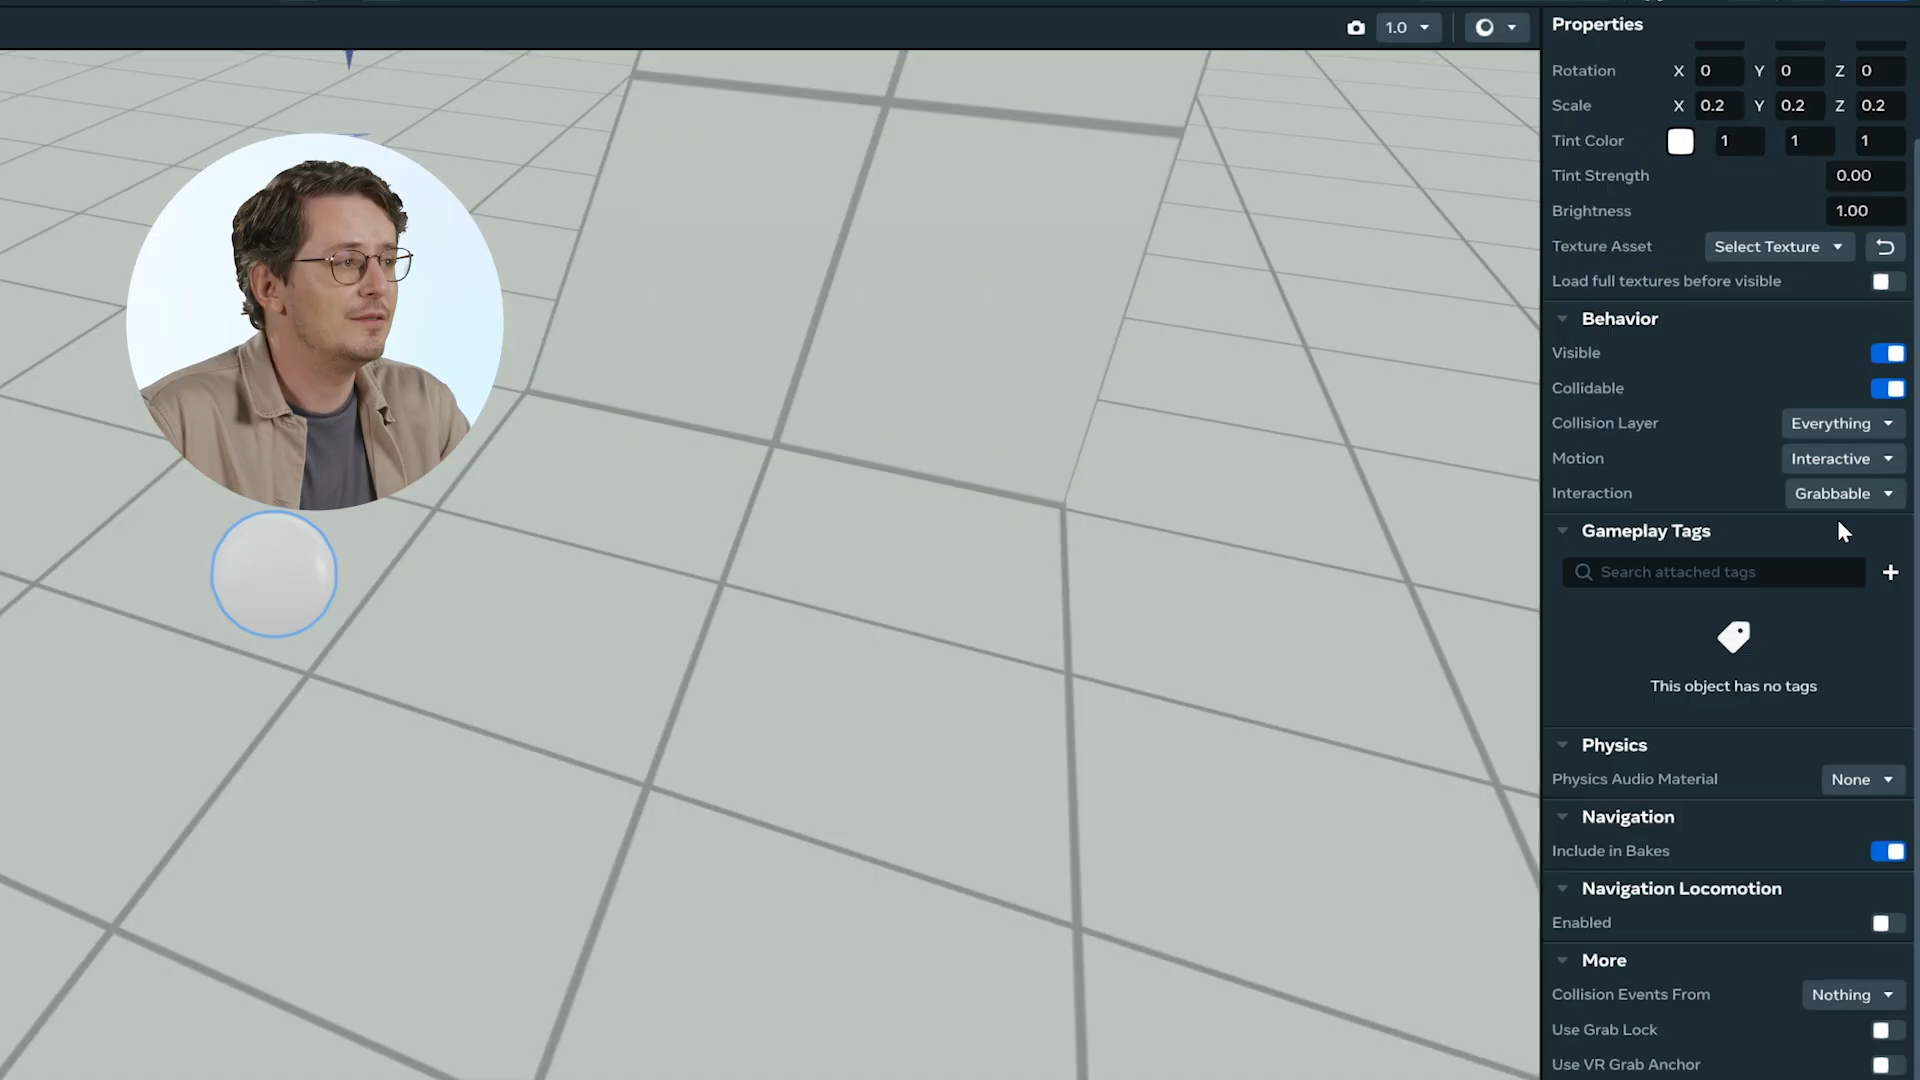 1.0
Properties
Rotation X 0 Y 0 Z 0
Scale X 0.2 Y 0.2 Z 0.2
Tint Color 1 1 1
Tint Strength 0.00
Brightness 1.00
Texture Asset Select Texture
Load full textures before visible
Behavior
Visible
Collidable
Collision Layer Everything
Motion Interactive
Interaction Grabbable
Gameplay Tags
Search attached tags
This object has no tags
Physics
Physics Audio Material None
Navigation
Include in Bakes
Navigation Locomotion
Enabled
More
Collision Events From Nothing
Use Grab Lock
Use VR Grab Anchor